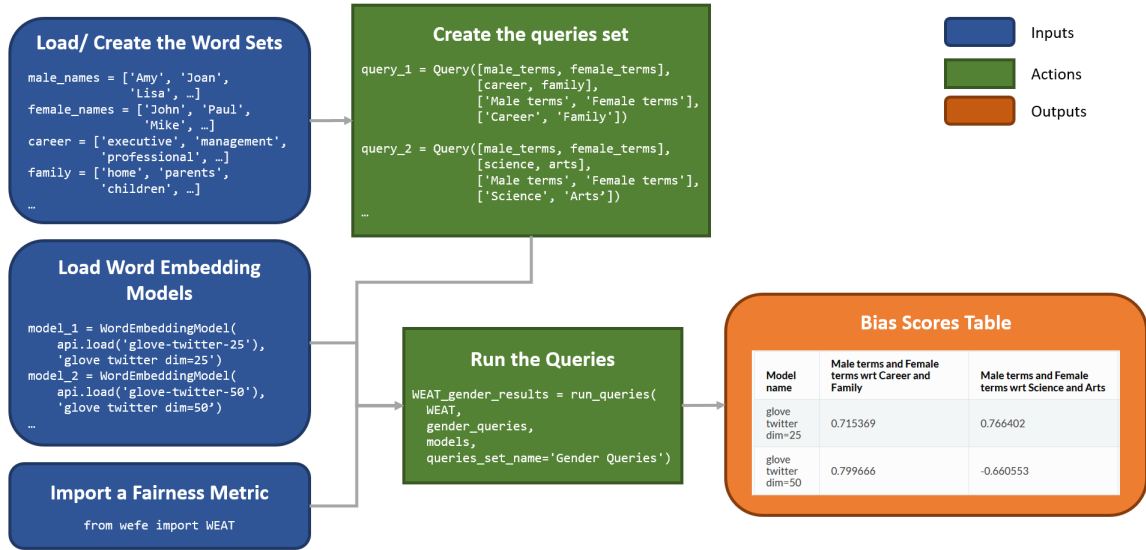 Load/ Create the Word Sets
male_names = ['Amy', 'Joan',
'Lisa', …]
female_names = ['John', 'Paul',
'Mike', …]
career = ['executive', 'management',
'professional', …]
family = ['home', 'parents',
'children', …]
…
Create the queries set
query_1 = Query([male_terms, female_terms],
[career, family],
['Male terms', 'Female terms'],
['Career', 'Family'])
query_2 = Query([male_terms, female_terms],
[science, arts],
['Male terms', 'Female terms'],
['Science', 'Arts’])
…
Inputs
Actions
Outputs
Load Word Embedding
Models
model_1 = WordEmbeddingModel(
api.load('glove-twitter-25'),
'glove twitter dim=25')
model_2 = WordEmbeddingModel(
api.load('glove-twitter-50'),
'glove twitter dim=50’)
…
Import a Fairness Metric
from wefe import WEAT
Run the Queries
WEAT_gender_results = run_queries(
WEAT,
gender_queries,
models,
queries_set_name='Gender Queries')
Bias Scores Table
Model
name
Male terms and Female
terms wrt Career and
Family
Male terms and Female
terms wrt Science and Arts
glove
twitter
dim=25
0.715369
0.766402
glove
twitter
dim=50
0.799666
-0.660553